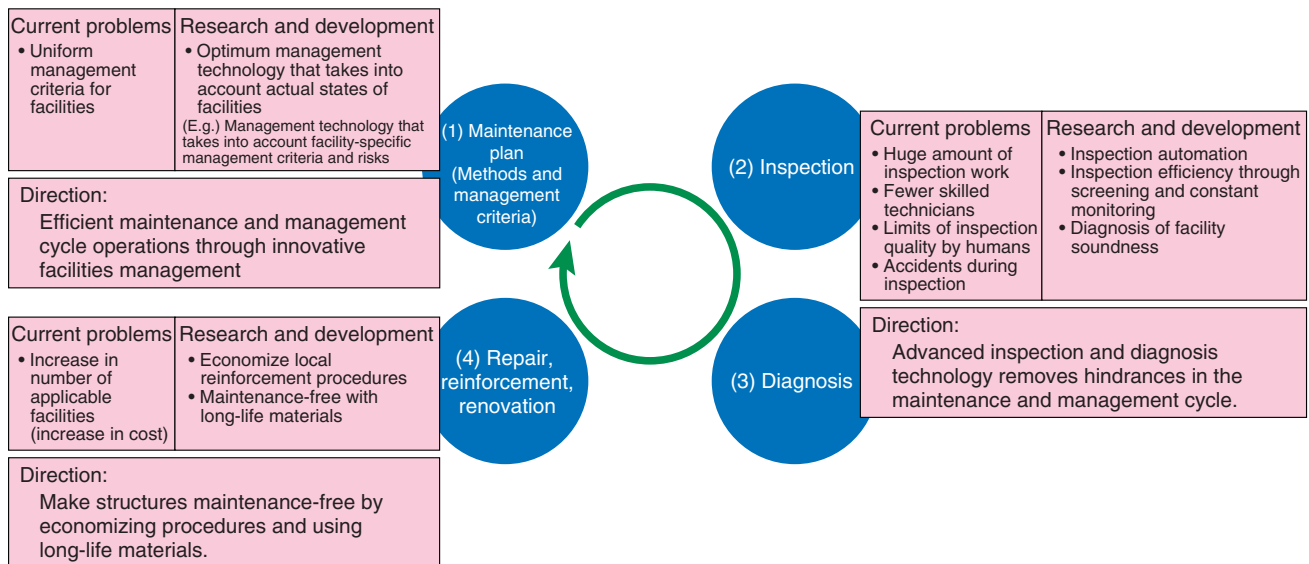 Current problems
• Uniform
management
criteria for
facilities
Research and development
• Optimum management
technology that takes into
account actual states of
facilities
(E.g.) Management technology that
takes into account facility-specific
management criteria and risks
Direction:
Efficient maintenance and management
cycle operations through innovative
facilities management
(1) Maintenance
plan
(Methods and
management
criteria)
(2) Inspection
Current problems
• Huge amount of
inspection work
• Fewer skilled
technicians
• Limits of inspection
quality by humans
• Accidents during
inspection
Research and development
• Inspection automation
• Inspection efficiency through
screening and constant
monitoring
• Diagnosis of facility
soundness
Direction:
Advanced inspection and diagnosis
technology removes hindrances in the
maintenance and management cycle.
(3) Diagnosis
(4) Repair,
reinforcement,
renovation
Current problems
• Increase in
number of
applicable
facilities
(increase in cost)
Research and development
• Economize local
reinforcement procedures
• Maintenance-free with
long-life materials
Direction:
Make structures maintenance-free by
economizing procedures and using
long-life materials.